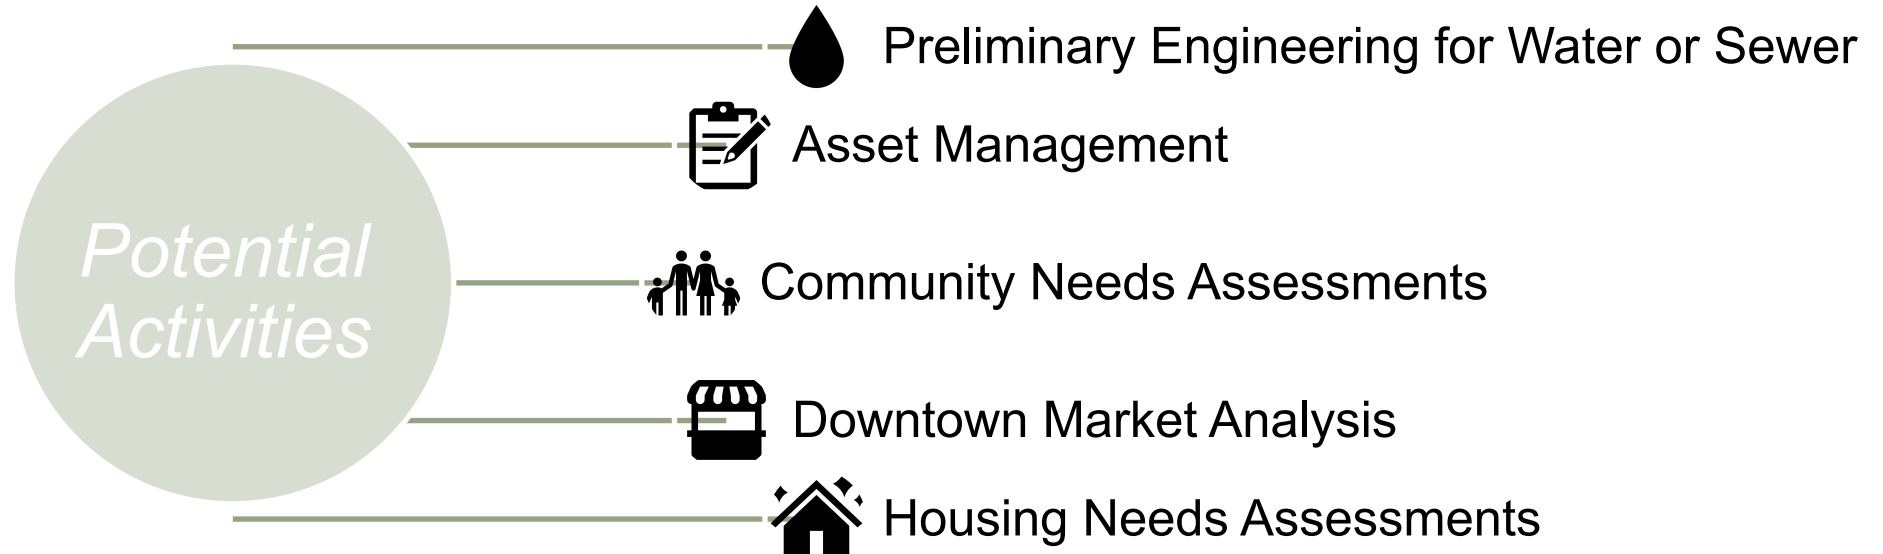 Preliminary Engineering for Water or Sewer
Asset Management
Potential
Activities
Community Needs Assessments
Downtown Market Analysis
Housing Needs Assessments